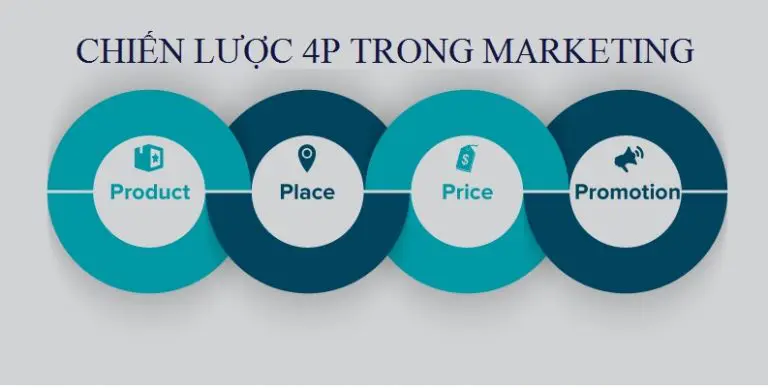 CHIẾN LƯỢC 4P TRONG MARKETING
Product
Place
Price
Promotion